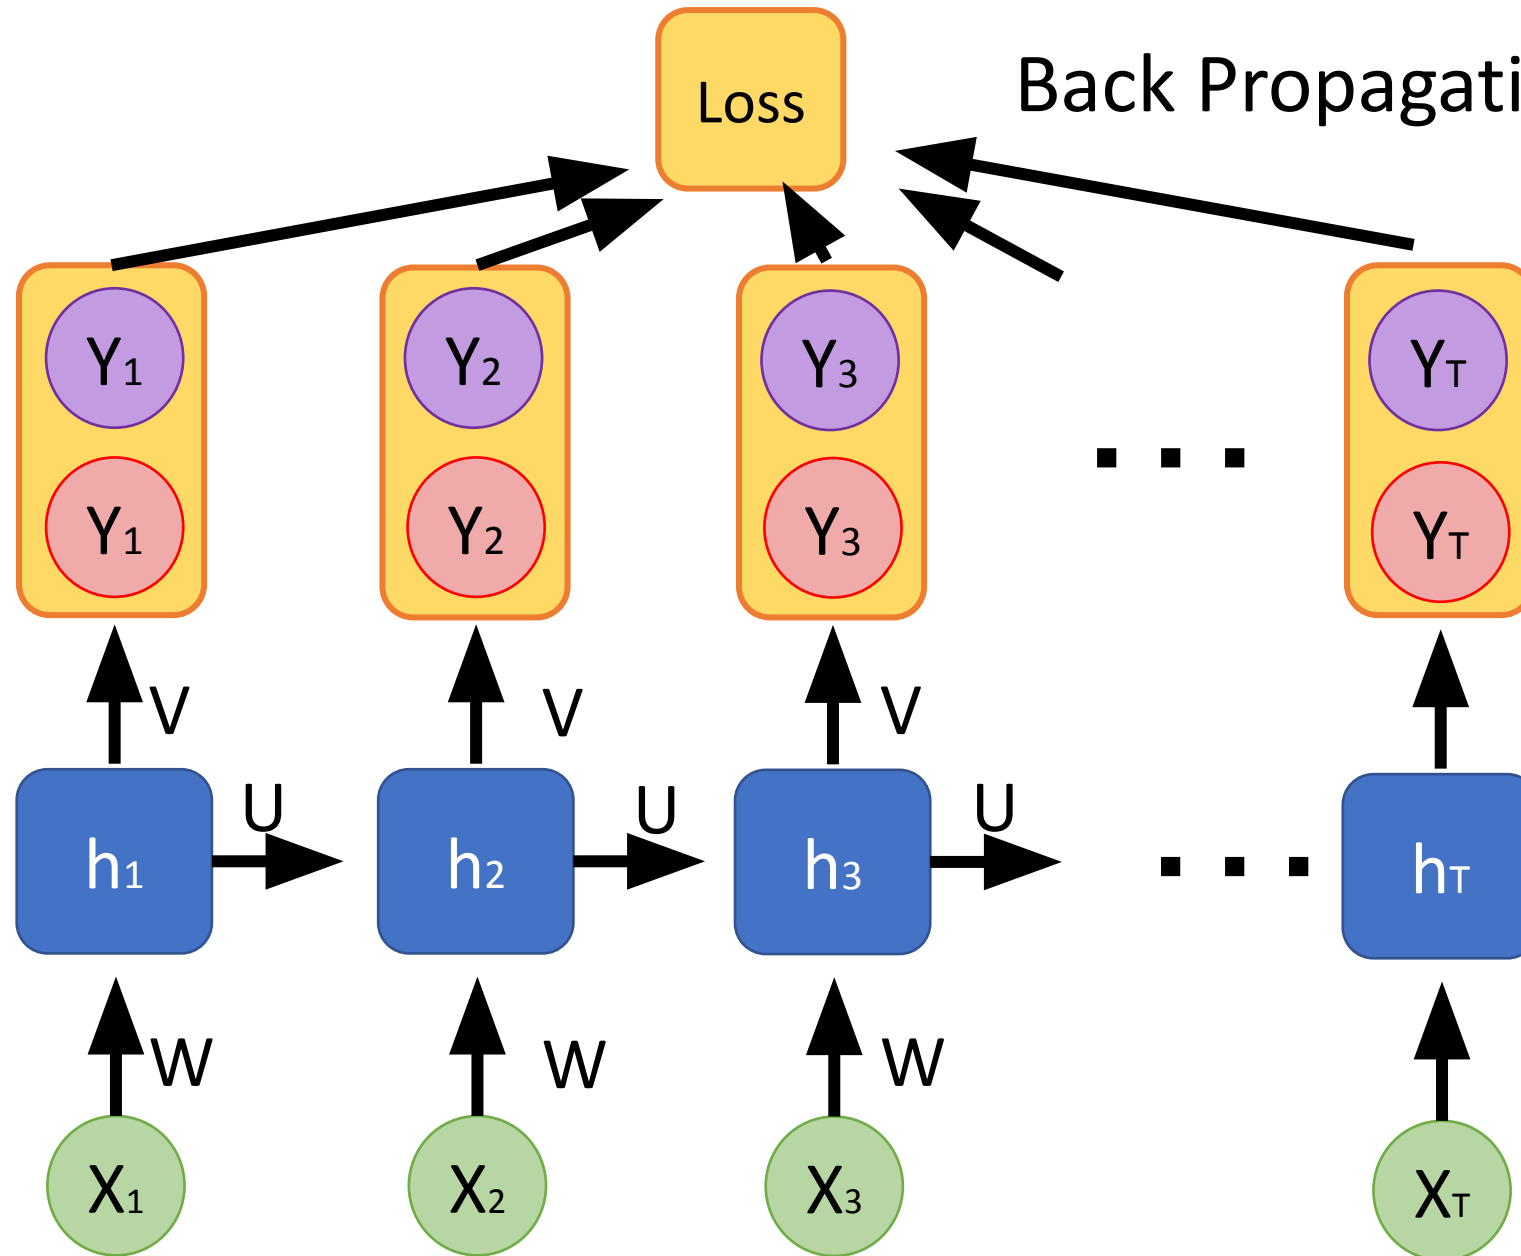 Loss
Back Propagati
Y1 Y2 Y3 YT
Y1 Y2 Y3 . . . YT
V V V
U U U
h1 h2 h3 . . . hT
W W W
X1 X2 X3 XT